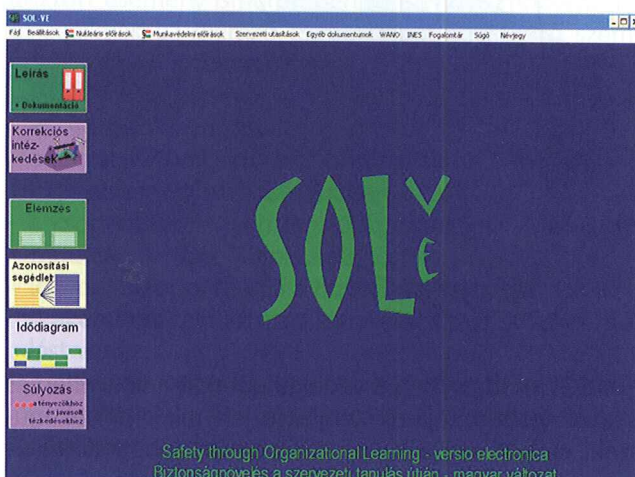 SOL-VE
Fájl Beállítások Nukleáris előírások Munkavédelmi előírások Szervezeti utasítások Egyéb dokumentumok WANO INES Fogalomtár Súgó Névjegy
Leírás
+ Dokumentáció
Korrekciós
intéz-
kedések
Elemzés
Azonosítási
segédlet
Idődiagram
Súlyozás
a tényezőkhöz
és javasolt
tézkedésekhez
SOL VE
Safety through Organizational Learning - versio electronica
Biztonságnövelés a szervezeti tanulás útján - magyar változat